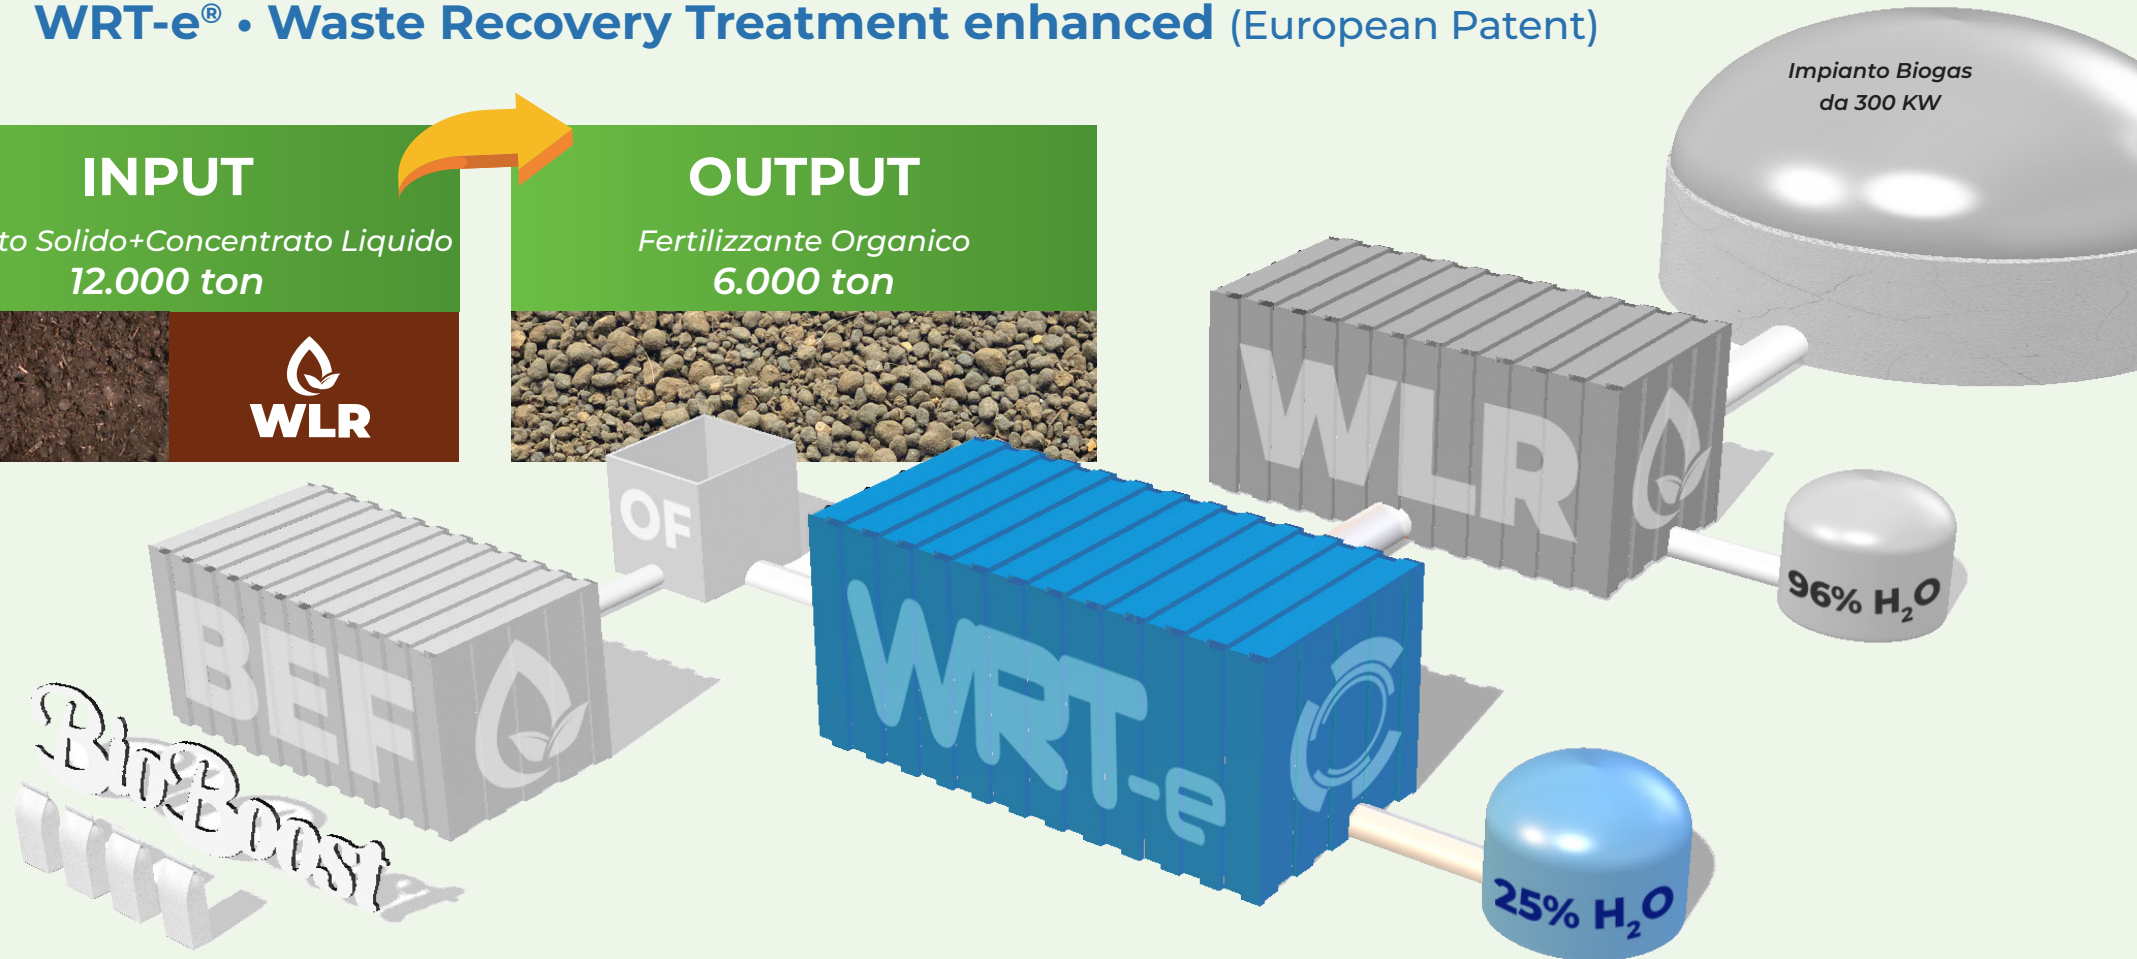 WRT-e® • Waste Recovery Treatment enhanced (European Patent)
Impianto Biogas
da 300 KW
INPUT
to Solido+Concentrato Liquido
12.000 ton
WLR
OUTPUT
Fertilizzante Organico
6.000 ton
WLR
OF
BEF
WRT-e
96% H₂O
BioBoost
25% H₂O